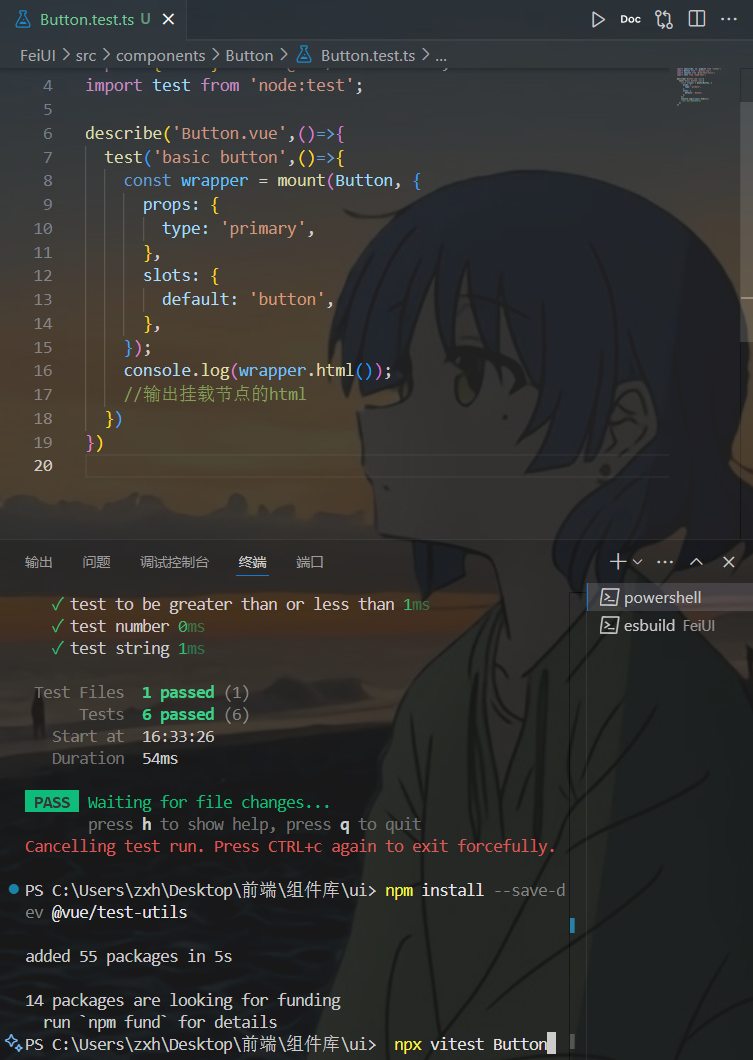 Button.test.ts U
Doc
FeiUI > src > components > Button > Button.test.ts > ...
4 import test from 'node:test';
5
6 describe('Button.vue',()=>{
7 test('basic button',()=>{
8 const wrapper = mount(Button, {
9 props: {
10 type: 'primary',
11 },
12 slots: {
13 default: 'button',
14 },
15 });
16 console.log(wrapper.html());
17 //输出挂载节点的html
18 })
19 })
20
输出 问题 调试控制台 终端 端口
powershell
esbuild FeiUI
✓ test to be greater than or less than 1ms
✓ test number 0ms
✓ test string 1ms
Test Files 1 passed (1)
Tests 6 passed (6)
Start at 16:33:26
Duration 54ms
PASS Waiting for file changes...
press h to show help, press q to quit
Cancelling test run. Press CTRL+c again to exit forcefully.
PS C:\Users\zxh\Desktop\前端\组件库\ui> npm install --save-d
ev @vue/test-utils
added 55 packages in 5s
14 packages are looking for funding
run `npm fund` for details
PS C:\Users\zxh\Desktop\前端\组件库\ui> npx vitest Button